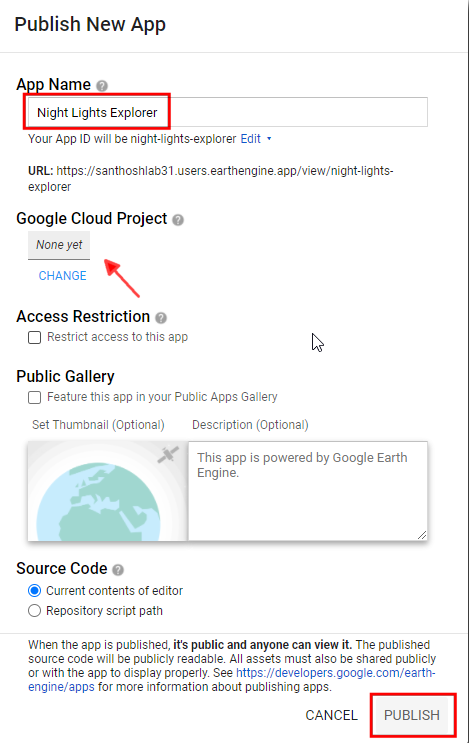 Publish New App
App Name ?
Night Lights Explorer
Your App ID will be night-lights-explorer Edit
URL: https://santhoshlab31.users.earthengine.app/view/night-lights-
explorer
Google Cloud Project ?
None yet
CHANGE
Access Restriction ?
Restrict access to this app
Public Gallery
Feature this app in your Public Apps Gallery
Set Thumbnail (Optional) Description (Optional)
This app is powered by Google Earth
Engine.
Source Code ?
Current contents of editor
Repository script path
When the app is published, it's public and anyone can view it. The published
source code will be publicly readable. All assets must also be shared publicly
or with the app to display properly. See https://developers.google.com/earth-
engine/apps for more information about publishing apps.
CANCEL PUBLISH